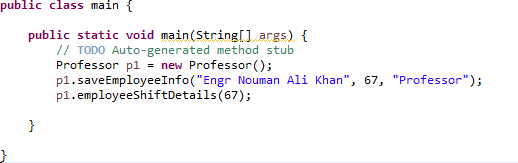 public class main {
public static void main(String[] args) {
// TODO Auto-generated method stub
Professor p1 = new Professor();
p1.saveEmployeeInfo("Engr Nouman Ali Khan", 67, "Professor");
p1.employeeShiftDetails(67);
}
}